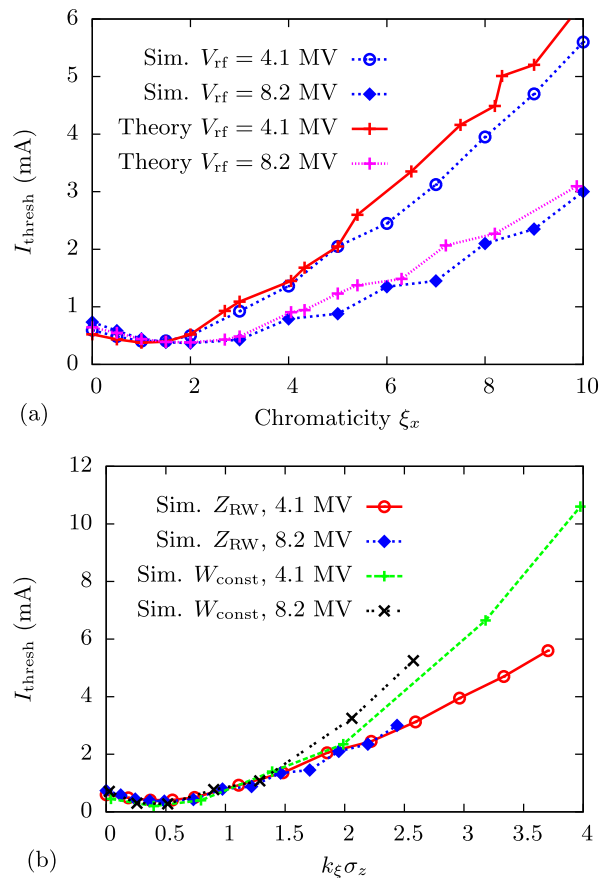 6
5
4
3
2
1
0
I_thresh (mA)
Sim. V_rf = 4.1 MV
Sim. V_rf = 8.2 MV
Theory V_rf = 4.1 MV
Theory V_rf = 8.2 MV
0 2 4 6 8 10
(a)
Chromaticity ξ_x
12
10
8
6
4
2
0
I_thresh (mA)
Sim. Z_RW, 4.1 MV
Sim. Z_RW, 8.2 MV
Sim. W_const, 4.1 MV
Sim. W_const, 8.2 MV
0 0.5 1 1.5 2 2.5 3 3.5 4
(b)
k_ξσ_z